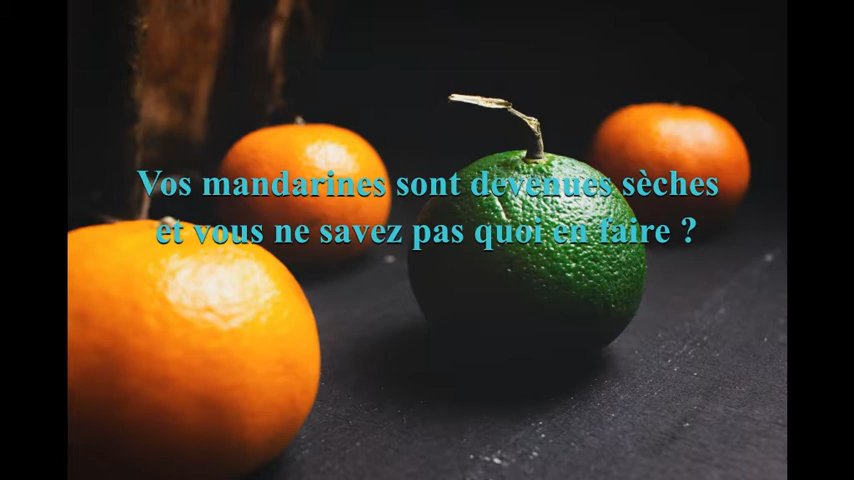 Vos mandarines sont devenues sèches
et vous ne savez pas quoi en faire ?